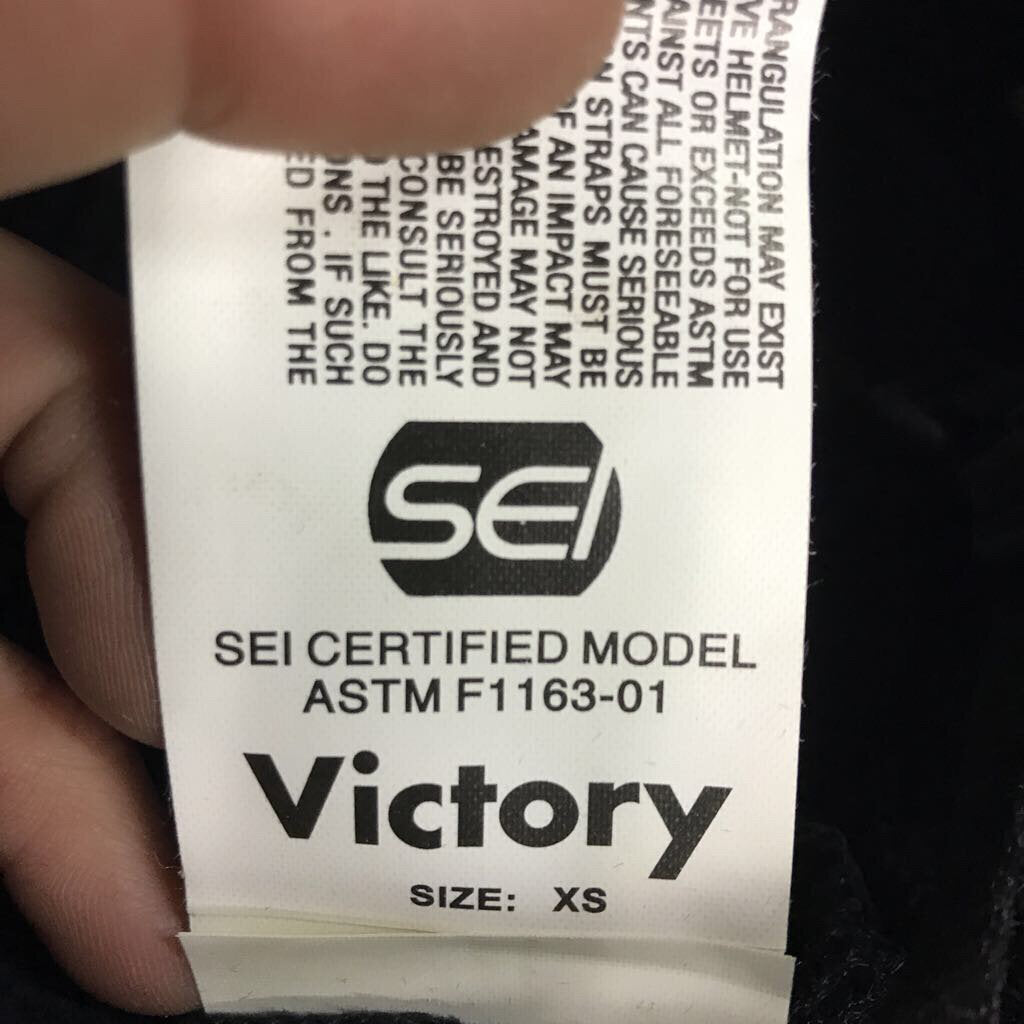 RANGULATION MAY EXIST
VE HELMET-NOT FOR USE
EETS OR EXCEEDS ASTM
AINST ALL FORESEEABLE
NTS CAN CAUSE SERIOUS
N STRAPS MUST BE
OF AN IMPACT MAY
AMAGE MAY NOT
ESTROYED AND
BE SERIOUSLY
CONSULT THE
THE LIKE. DO
ONS . IF SUCH
ED FROM THE
SEI
SEI CERTIFIED MODEL
ASTM F1163-01
Victory
SIZE: XS